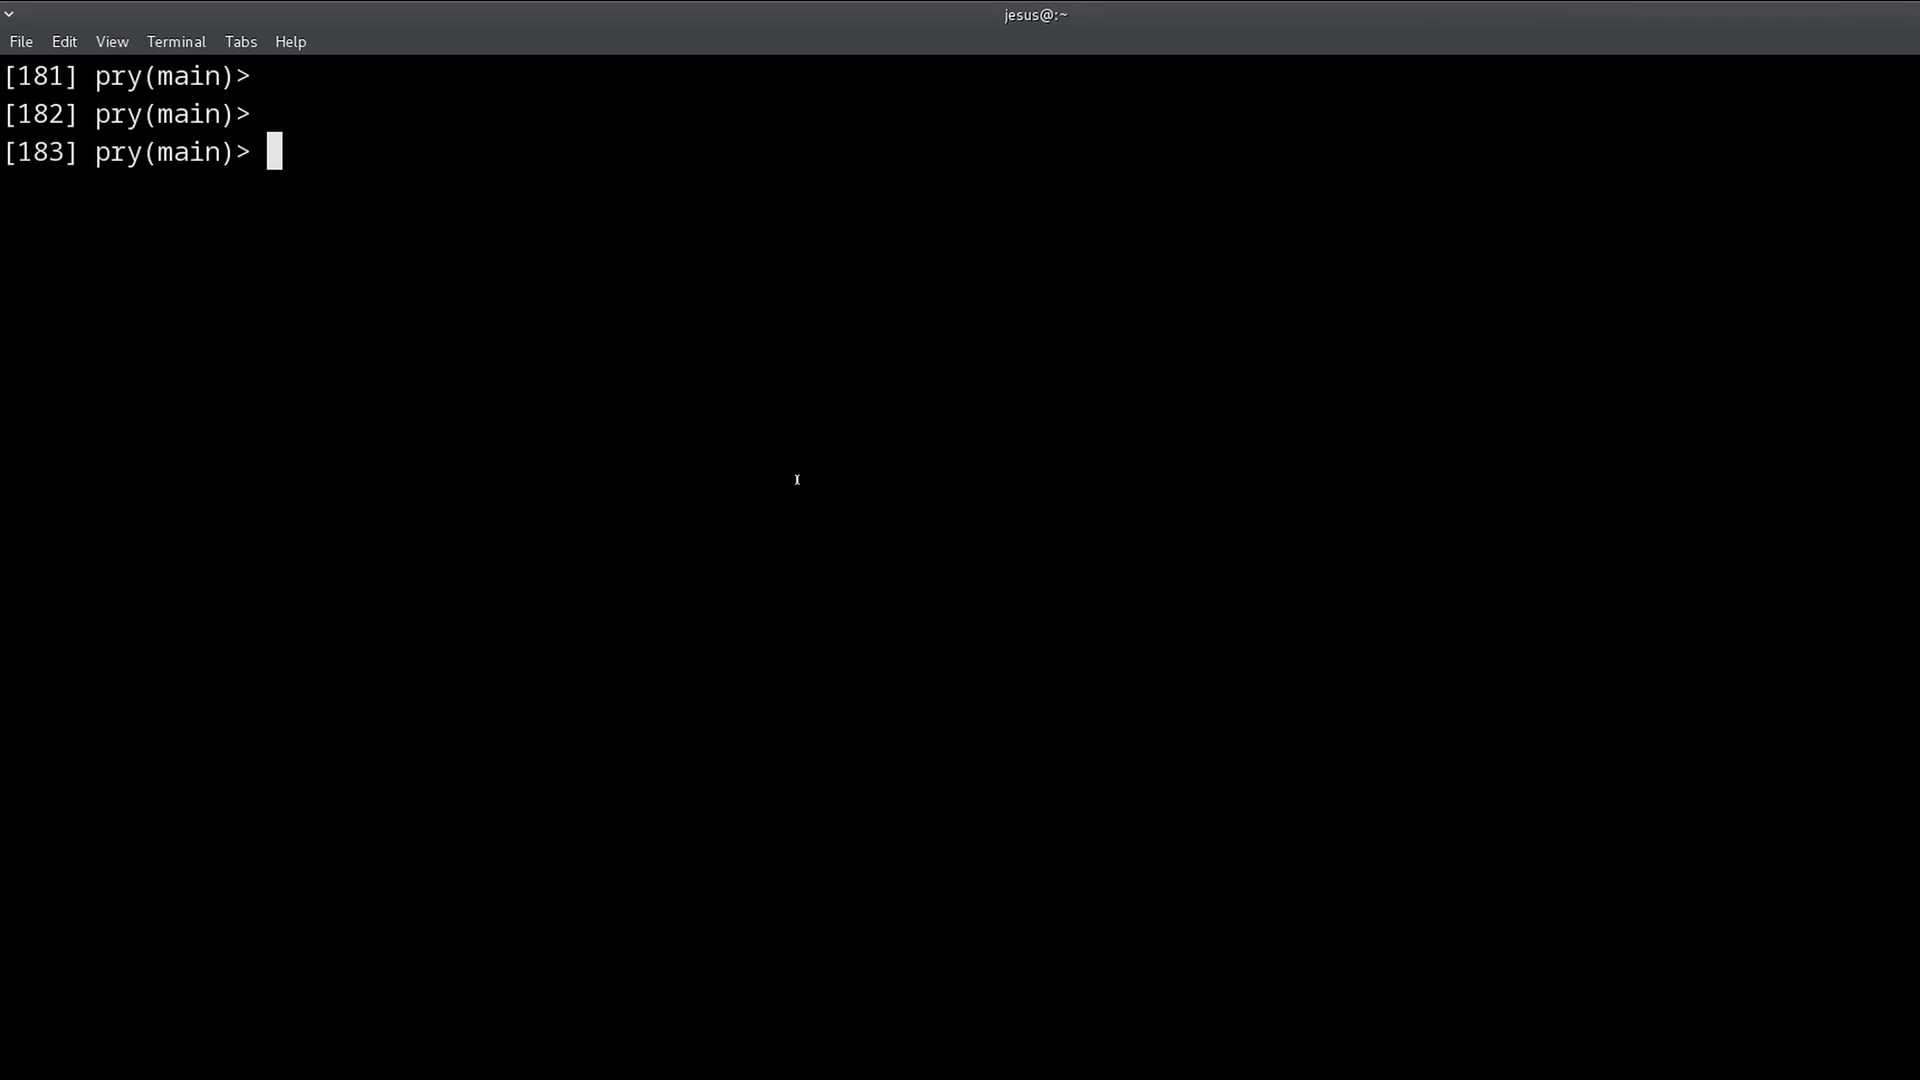 jesus@:~
File Edit View Terminal Tabs Help
[181] pry(main)>
[182] pry(main)>
[183] pry(main)>